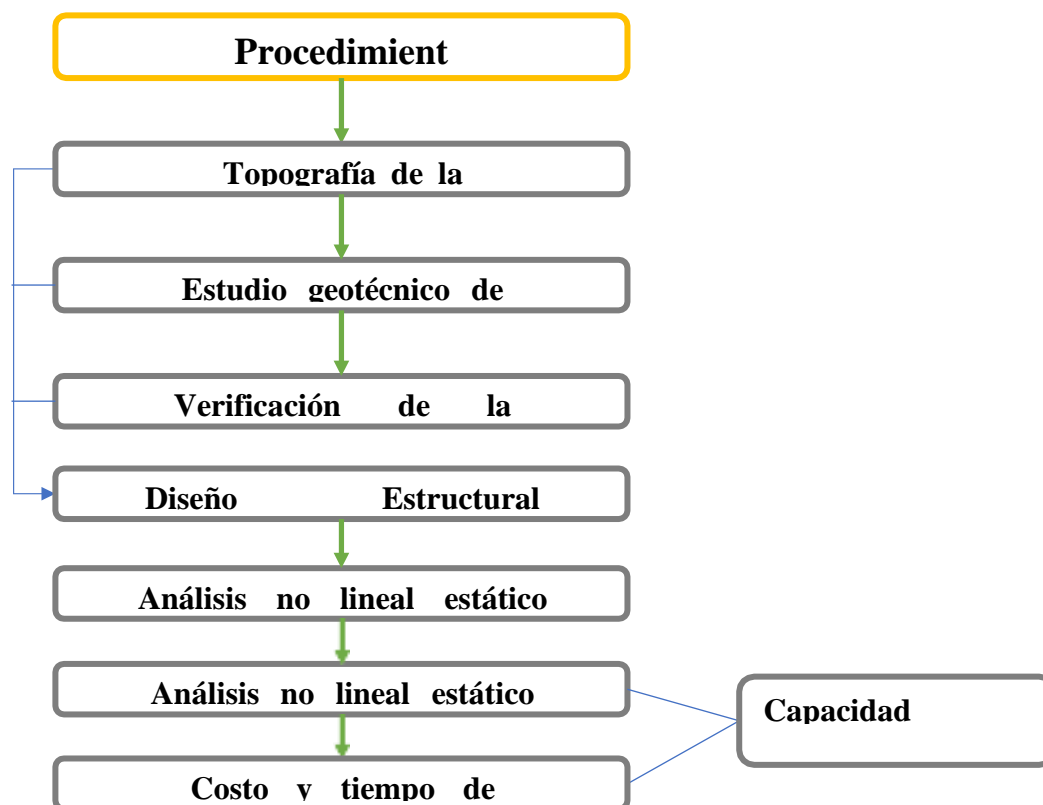 Procedimient
Topografía de la
Estudio geotécnico de
Verificación de la
Diseño Estructural
Análisis no lineal estático
Análisis no lineal estático
Capacidad
Costo y tiempo de